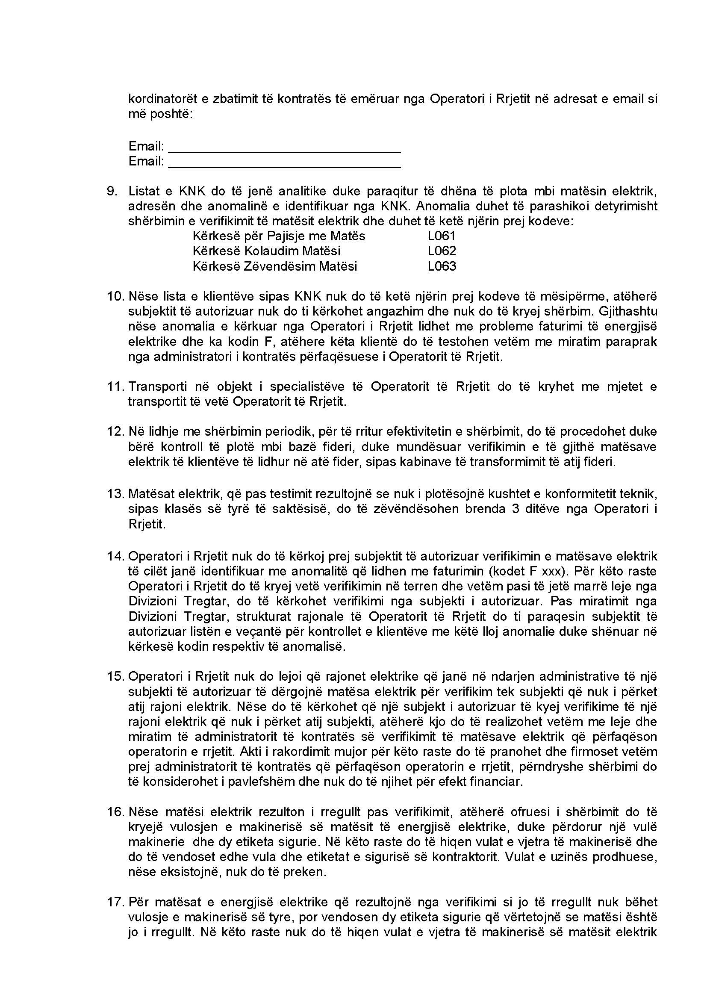 kordinatorët e zbatimit të kontratës të emëruar nga Operatori i Rrjetit në adresat e email si
më poshtë:
Email: ________________________________
Email: ________________________________
9. Listat e KNK do të jenë analitike duke paraqitur të dhëna të plota mbi matësin elektrik,
adresën dhe anomalinë e identifikuar nga KNK. Anomalia duhet të parashikoi detyrimisht
shërbimin e verifikimit të matësit elektrik dhe duhet të ketë njërin prej kodeve:
Kërkesë për Pajisje me Matës L061
Kërkesë Kolaudim Matësi L062
Kërkesë Zëvendësim Matësi L063
10. Nëse lista e klientëve sipas KNK nuk do të ketë njërin prej kodeve të mësipërme, atëherë
subjektit të autorizuar nuk do ti kërkohet angazhim dhe nuk do të kryej shërbim. Gjithashtu
nëse anomalia e kërkuar nga Operatori i Rrjetit lidhet me probleme faturimi të energjisë
elektrike dhe ka kodin F, atëhere këta klientë do të testohen vetëm me miratim paraprak
nga administratori i kontratës përfaqësuese i Operatorit të Rrjetit.
11. Transporti në objekt i specialistëve të Operatorit të Rrjetit do të kryhet me mjetet e
transportit të vetë Operatorit të Rrjetit.
12. Në lidhje me shërbimin periodik, për të rritur efektivitetin e shërbimit, do të procedohet duke
bërë kontroll të plotë mbi bazë fideri, duke mundësuar verifikimin e të gjithë matësave
elektrik të klientëve të lidhur në atë fider, sipas kabinave të transformimit të atij fideri.
13. Matësat elektrik, që pas testimit rezultojnë se nuk i plotësojnë kushtet e konformitetit teknik,
sipas klasës së tyrë të saktësisë, do të zëvëndësohen brenda 3 ditëve nga Operatori i
Rrjetit.
14. Operatori i Rrjetit nuk do të kërkoj prej subjektit të autorizuar verifikimin e matësave elektrik
të cilët janë identifikuar me anomalitë që lidhen me faturimin (kodet F xxx). Për këto raste
Operatori i Rrjetit do të kryej vetë verifikimin në terren dhe vetëm pasi të jetë marrë leje nga
Divizioni Tregtar, do të kërkohet verifikimi nga subjekti i autorizuar. Pas miratimit nga
Divizioni Tregtar, strukturat rajonale të Operatorit të Rrjetit do ti paraqesin subjektit të
autorizuar listën e veçantë për kontrollet e klientëve me këtë lloj anomalie duke shënuar në
kërkesë kodin respektiv të anomalisë.
15. Operatori i Rrjetit nuk do lejoi që rajonet elektrike që janë në ndarjen administrative të një
subjekti të autorizuar të dërgojnë matësa elektrik për verifikim tek subjekti që nuk i përket
atij rajoni elektrik. Nëse do të kërkohet që një subjekt i autorizuar të kyej verifikime të një
rajoni elektrik që nuk i përket atij subjekti, atëherë kjo do të realizohet vetëm me leje dhe
miratim të administratorit të kontratës së verifikimit të matësave elektrik që përfaqëson
operatorin e rrjetit. Akti i rakordimit mujor për këto raste do të pranohet dhe firmoset vetëm
prej administratorit të kontratës që përfaqëson operatorin e rrjetit, përndryshe shërbimi do
të konsiderohet i pavlefshëm dhe nuk do të njihet për efekt financiar.
16. Nëse matësi elektrik rezulton i rregullt pas verifikimit, atëherë ofruesi i shërbimit do të
kryejë vulosjen e makinerisë së matësit të energjisë elektrike, duke përdorur një vulë
makinerie dhe dy etiketa sigurie. Në këto raste do të hiqen vulat e vjetra të makinerisë dhe
do të vendoset edhe vula dhe etiketat e sigurisë së kontraktorit. Vulat e uzinës prodhuese,
nëse eksistojnë, nuk do të preken.
17. Për matësat e energjisë elektrike që rezultojnë nga verifikimi si jo të rregullt nuk bëhet
vulosje e makinerisë së tyre, por vendosen dy etiketa sigurie që vërtetojnë se matësi është
jo i rregullt. Në këto raste nuk do të hiqen vulat e vjetra të makinerisë së matësit elektrik